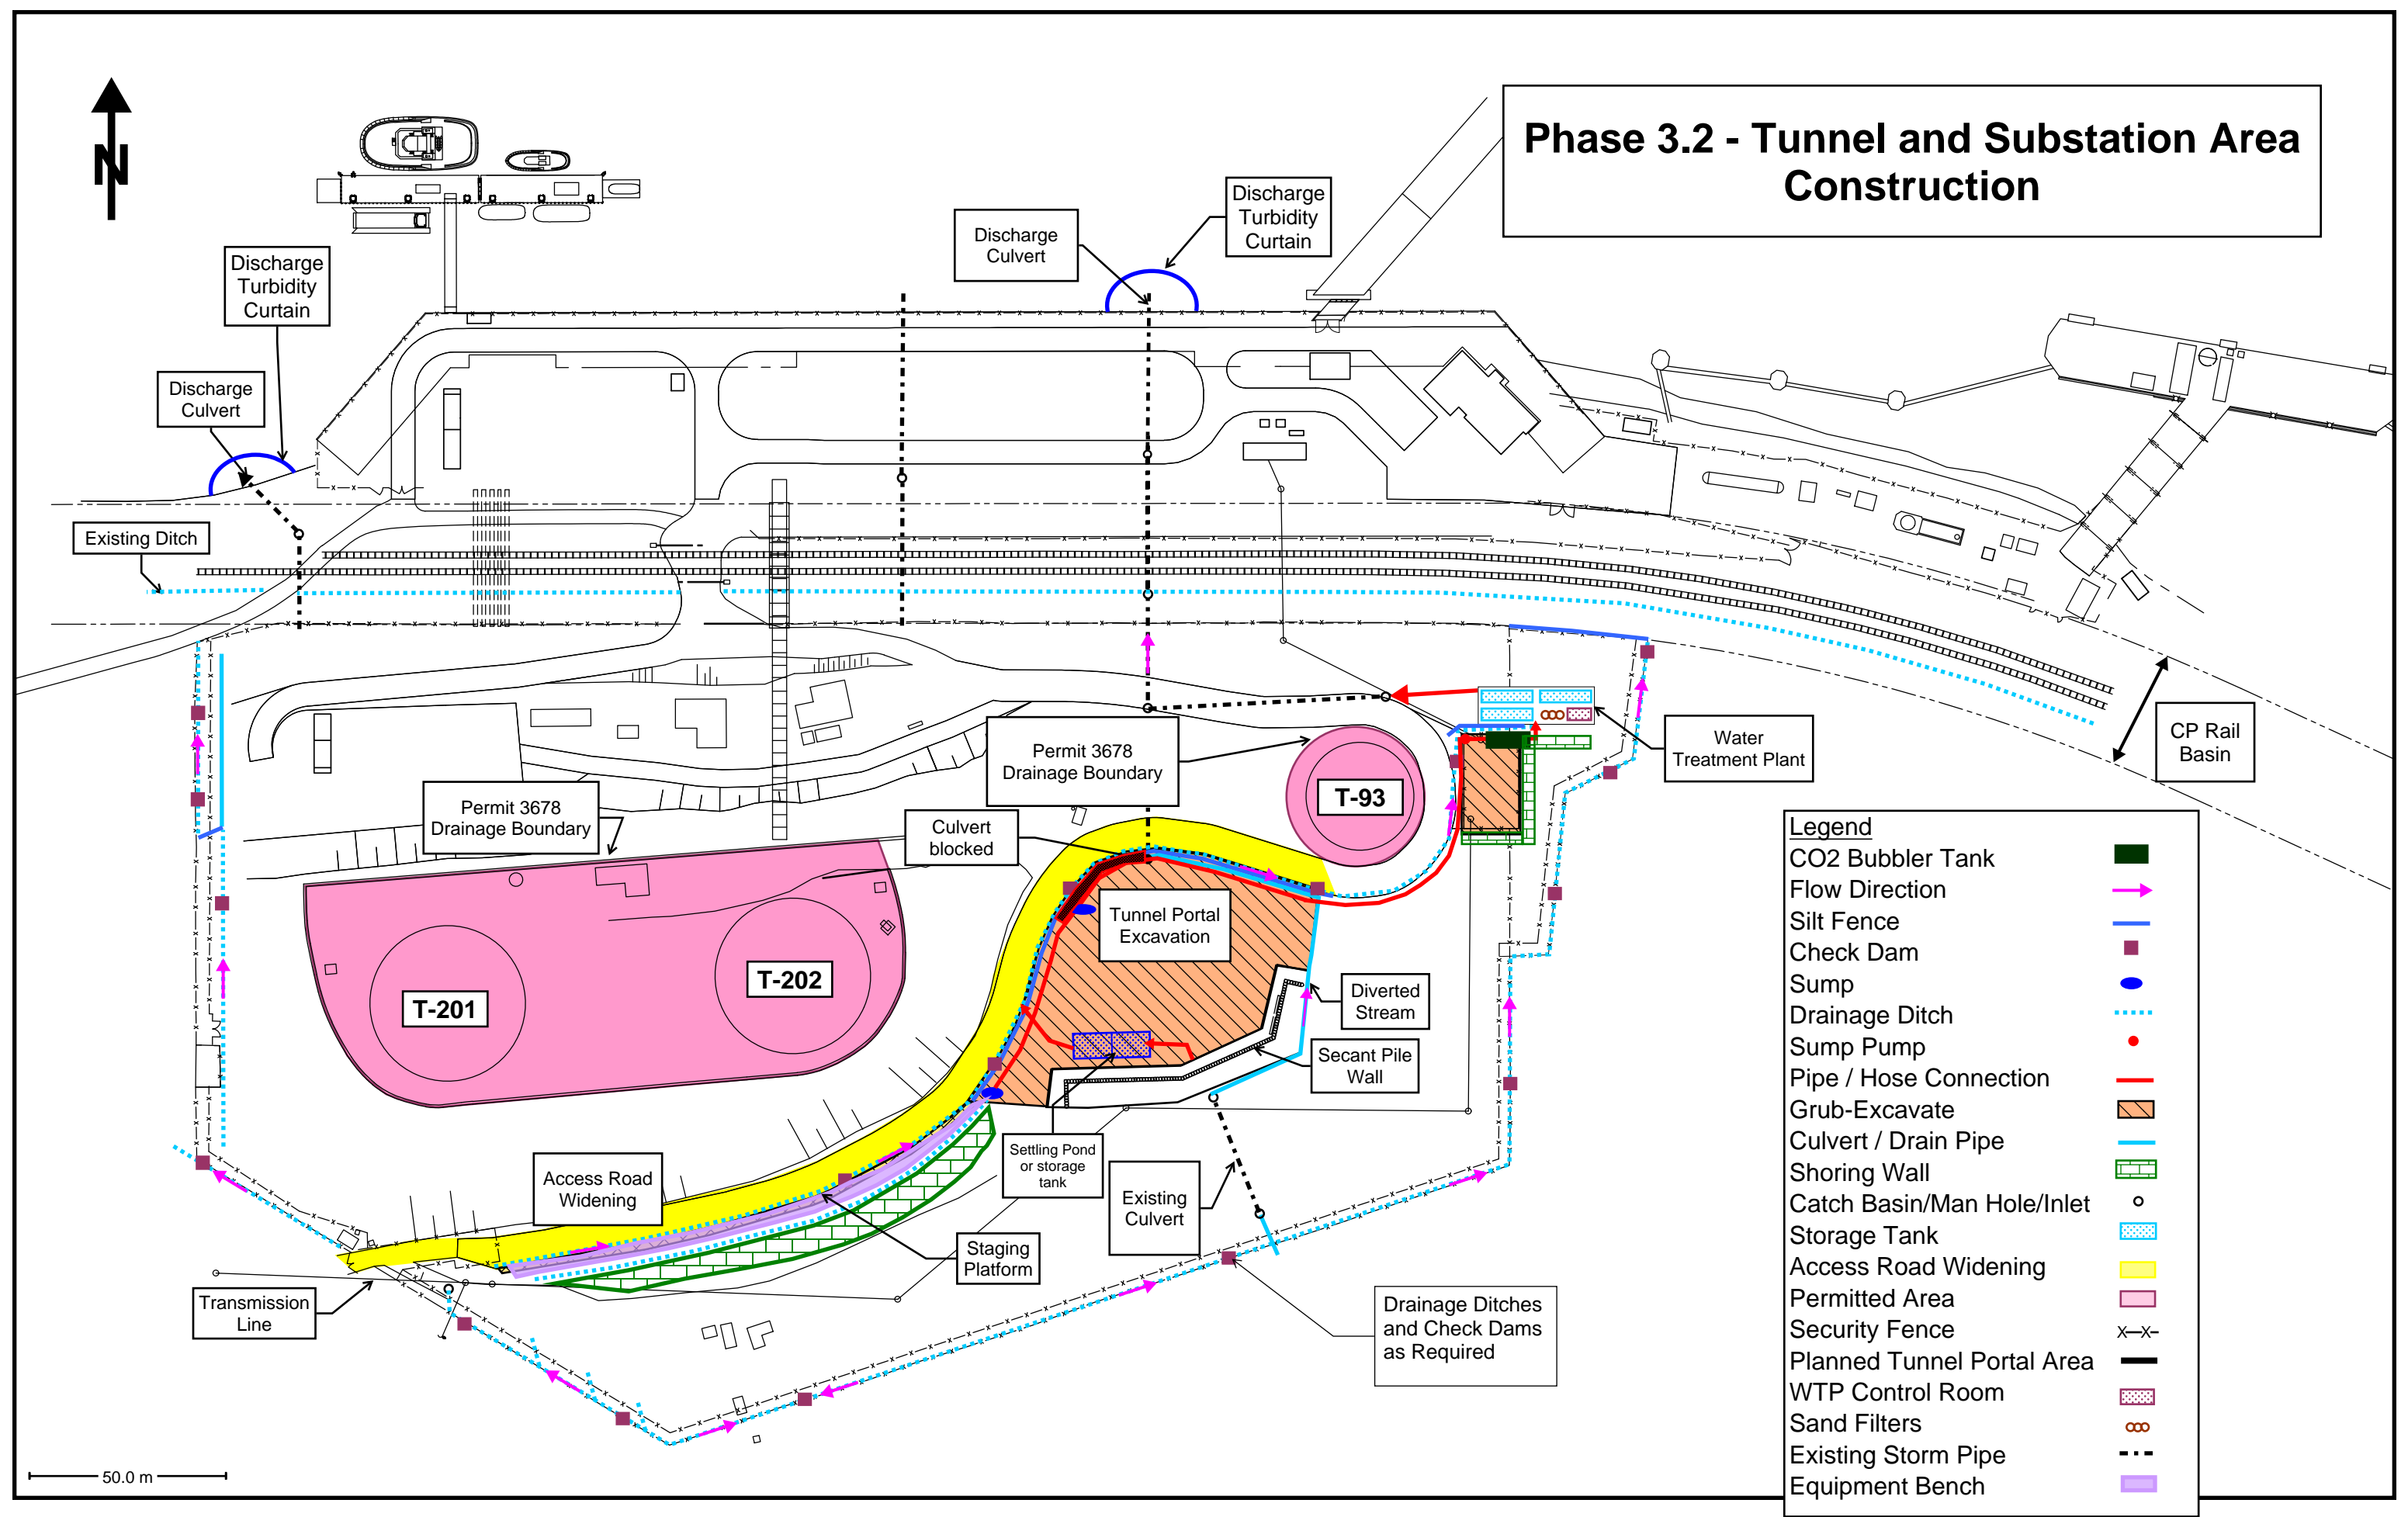 N
Phase 3.2 - Tunnel and Substation Area
Construction
Discharge
Turbidity
Curtain
Discharge
Culvert
Discharge
Turbidity
Curtain
Discharge
Culvert
Existing Ditch
Water
Treatment Plant
CP Rail
Basin
Permit 3678
Drainage Boundary
T-93
Permit 3678
Drainage Boundary
Culvert
blocked
Tunnel Portal
Excavation
T-201
T-202
Diverted
Stream
Secant Pile
Wall
Settling Pond
or storage
tank
Existing
Culvert
Access Road
Widening
Staging
Platform
Transmission
Line
Drainage Ditches
and Check Dams
as Required
50.0 m
Legend
CO2 Bubbler Tank
Flow Direction
Silt Fence
Check Dam
Sump
Drainage Ditch
Sump Pump
Pipe / Hose Connection
Grub-Excavate
Culvert / Drain Pipe
Shoring Wall
Catch Basin/Man Hole/Inlet
Storage Tank
Access Road Widening
Permitted Area
Security Fence
X—X-
Planned Tunnel Portal Area
WTP Control Room
Sand Filters
Existing Storm Pipe
Equipment Bench